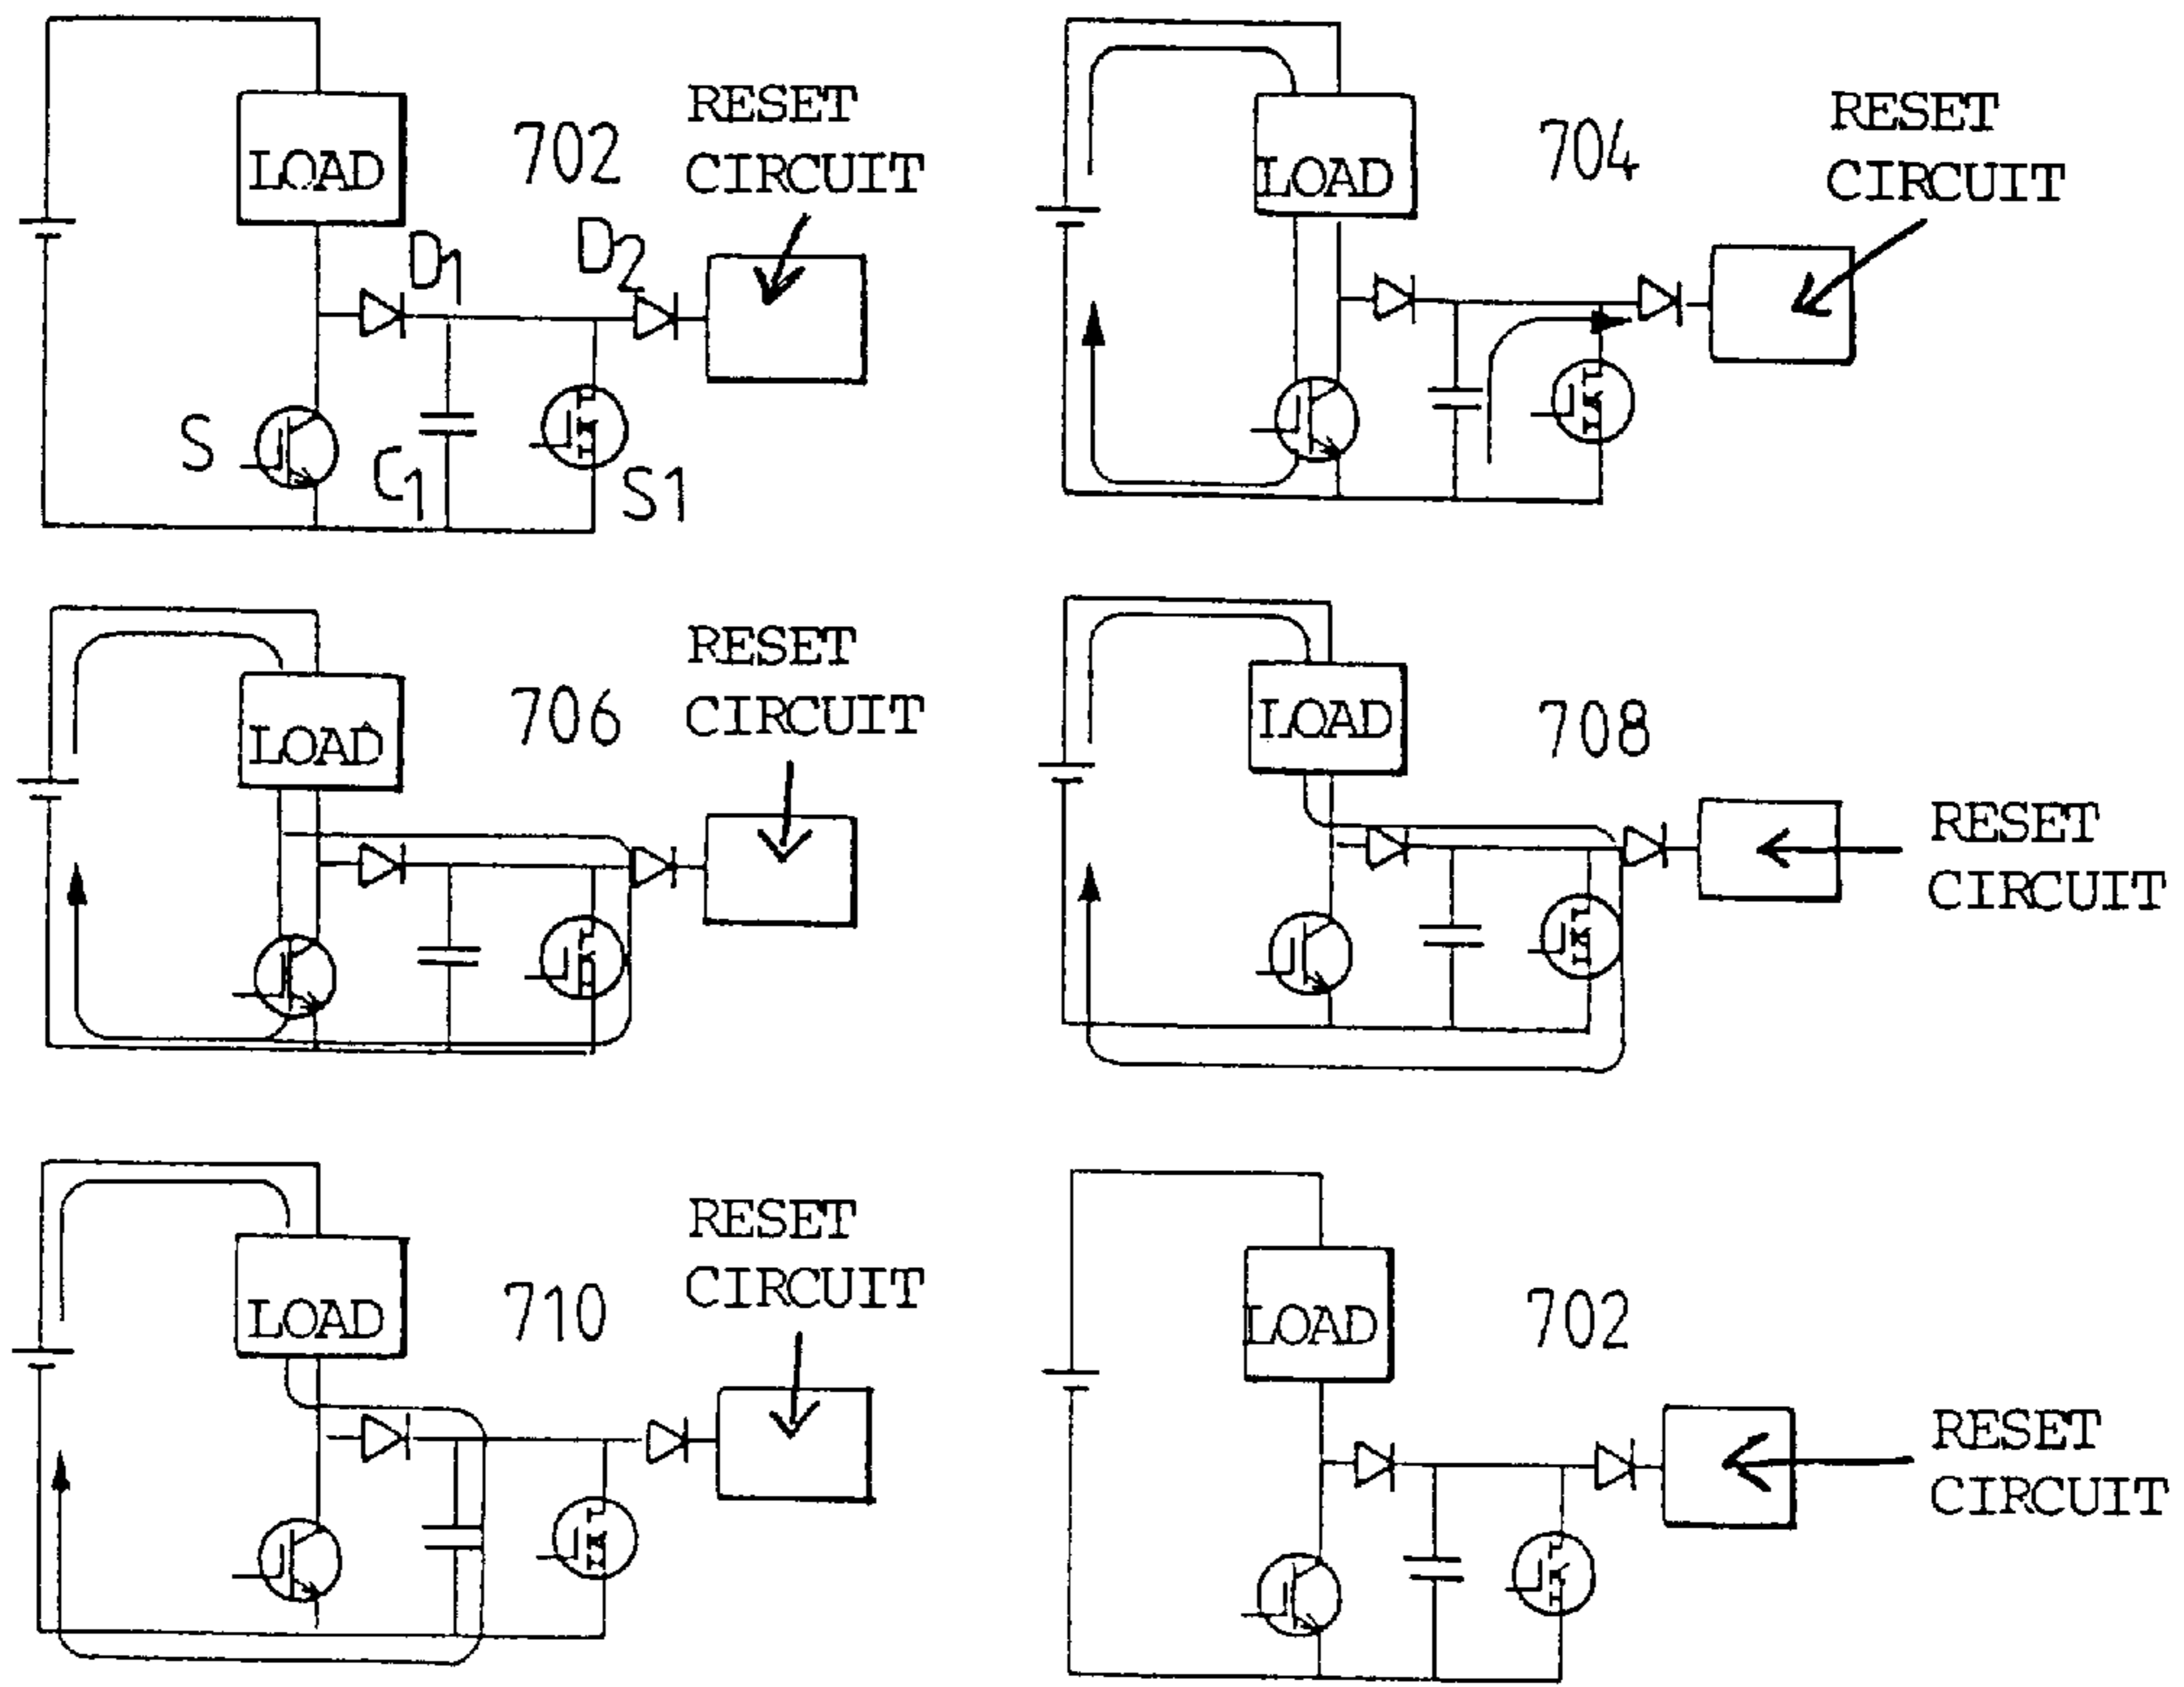 RESET
CIRCUIT
702
LOAD
D1
D2
S
C1
S1
RESET
CIRCUIT
704
LOAD
RESET
CIRCUIT
706
LOAD
708
LOAD
RESET
CIRCUIT
RESET
CIRCUIT
710
LOAD
702
LOAD
RESET
CIRCUIT